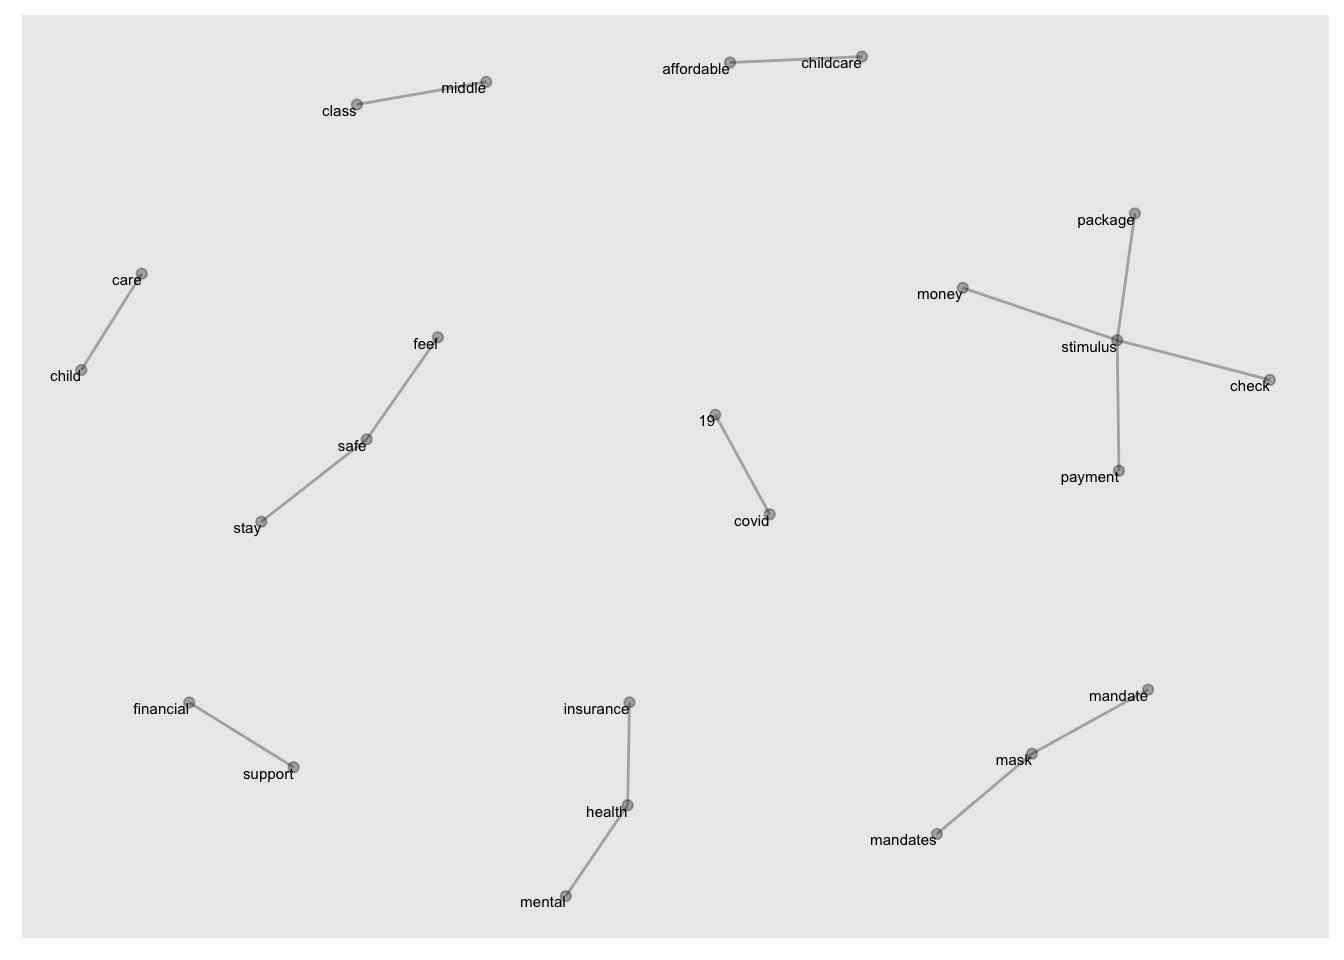 affordable
childcare
middle
class
package
care
money
feel
stimulus
child
check
19
safe
payment
covid
stay
mandate
financial
insurance
mask
support
health
mandates
mental